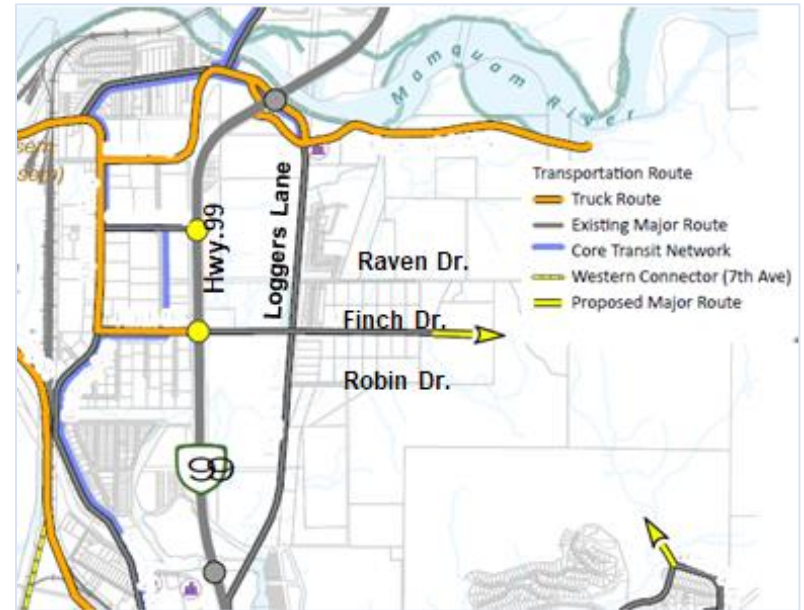 Mamquam River
Transportation Route
Truck Route
Existing Major Route
Core Transit Network
Western Connector (7th Ave)
Proposed Major Route
Hwy.99
Loggers Lane
Raven Dr.
Finch Dr.
Robin Dr.
99